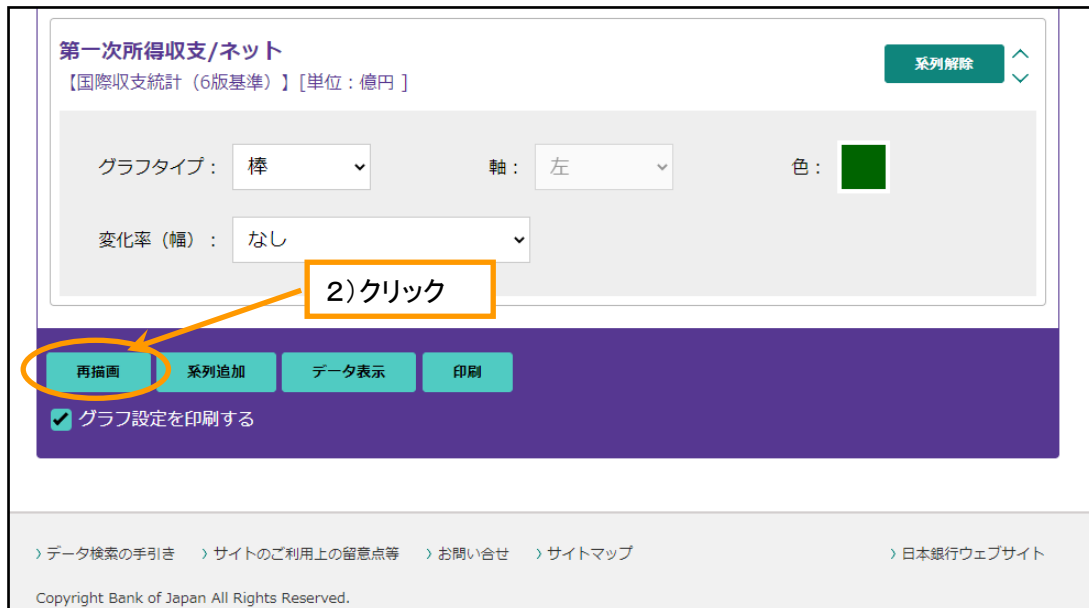 第一次所得収支/ネット
【国際収支統計（6版基準）】[単位：億円 ]
系列解除
グラフタイプ： 棒 軸： 左 色：
変化率（幅）： なし
２）クリック
再描画 系列追加 データ表示 印刷
グラフ設定を印刷する
データ検索の手引き サイトのご利用上の留意点等 お問い合せ サイトマップ 日本銀行ウェブサイト
Copyright Bank of Japan All Rights Reserved.